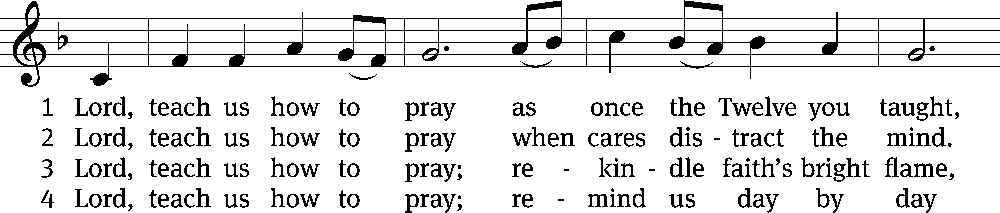 1 Lord, teach us how to pray as once the Twelve you taught,
2 Lord, teach us how to pray when cares dis - tract the mind.
3 Lord, teach us how to pray; re - kin - dle faith’s bright flame,
4 Lord, teach us how to pray; re - mind us day by day